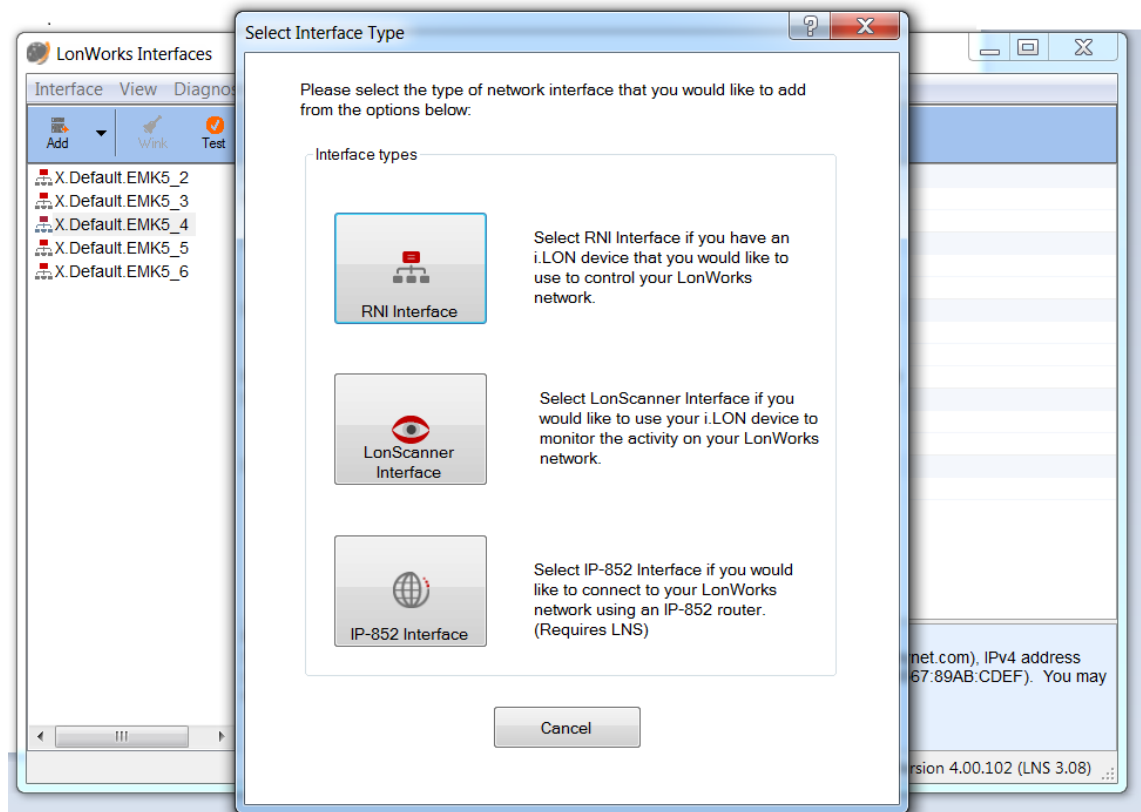 Select Interface Type
LonWorks Interfaces
Interface View
Add
Wink
Test
X.Default.EMK5_2
X.Default.EMK5_3
X.Default.EMK5_4
X.Default.EMK5_5
X.Default.EMK5_6
Please select the type of network interface that you would like to add
from the options below:
Interface types
RNI Interface
Select RNI Interface if you have an
i.LON device that you would like to
use to control your LonWorks
network.
LonScanner
Interface
Select LonScanner Interface if you
would like to use your i.LON device to
monitor the activity on your LonWorks
network.
IP-852 Interface
Select IP-852 Interface if you would
like to connect to your LonWorks
network using an IP-852 router.
(Requires LNS)
Cancel
net.com), IPv4 address
67:89AB:CDEF). You may
4.00.102 (LNS 3.08)